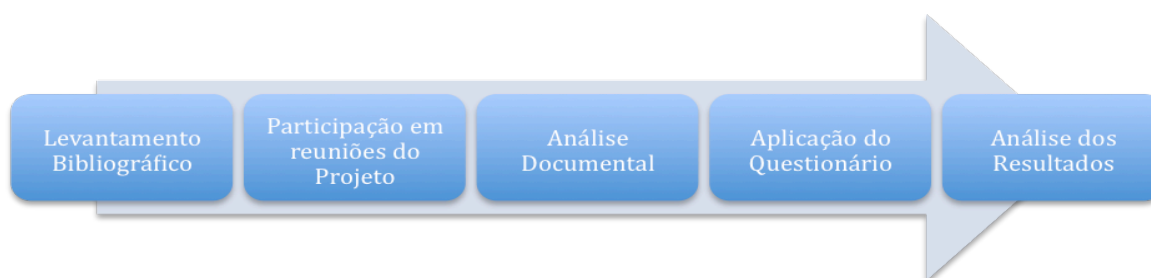 Levantamento
Bibliográfico
Participação em
reuniões do
Projeto
Análise
Documental
Aplicação do
Questionário
Análise dos
Resultados